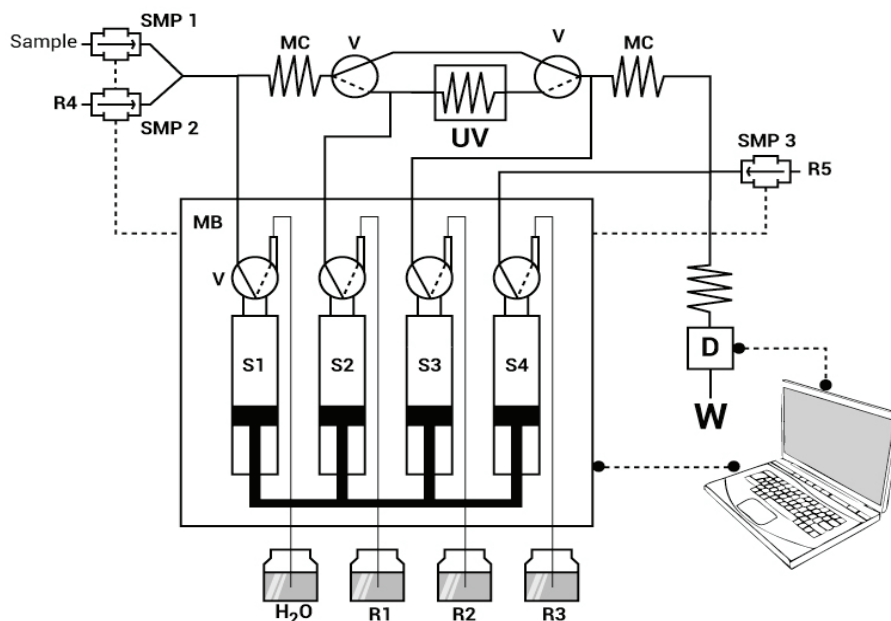 SMP 1
Sample
MC
V
V
MC
R4
SMP 2
UV
SMP 3
R5
MB
V
S1
S2
S3
S4
D
W
H₂O
R1
R2
R3